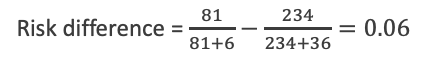 Risk difference = 81/(81+6) − 234/(234+36) = 0.06